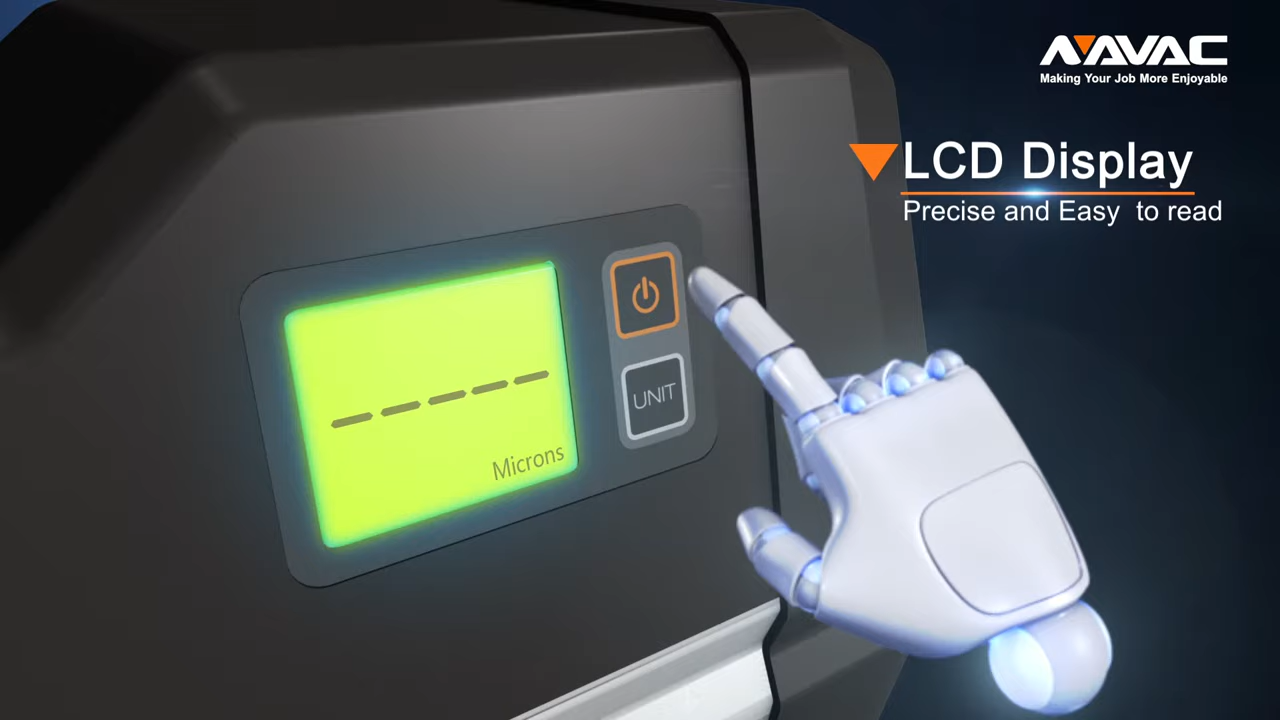 NAVAC
Making Your Job More Enjoyable
LCD Display
Precise and Easy to read
UNIT
-----
Microns